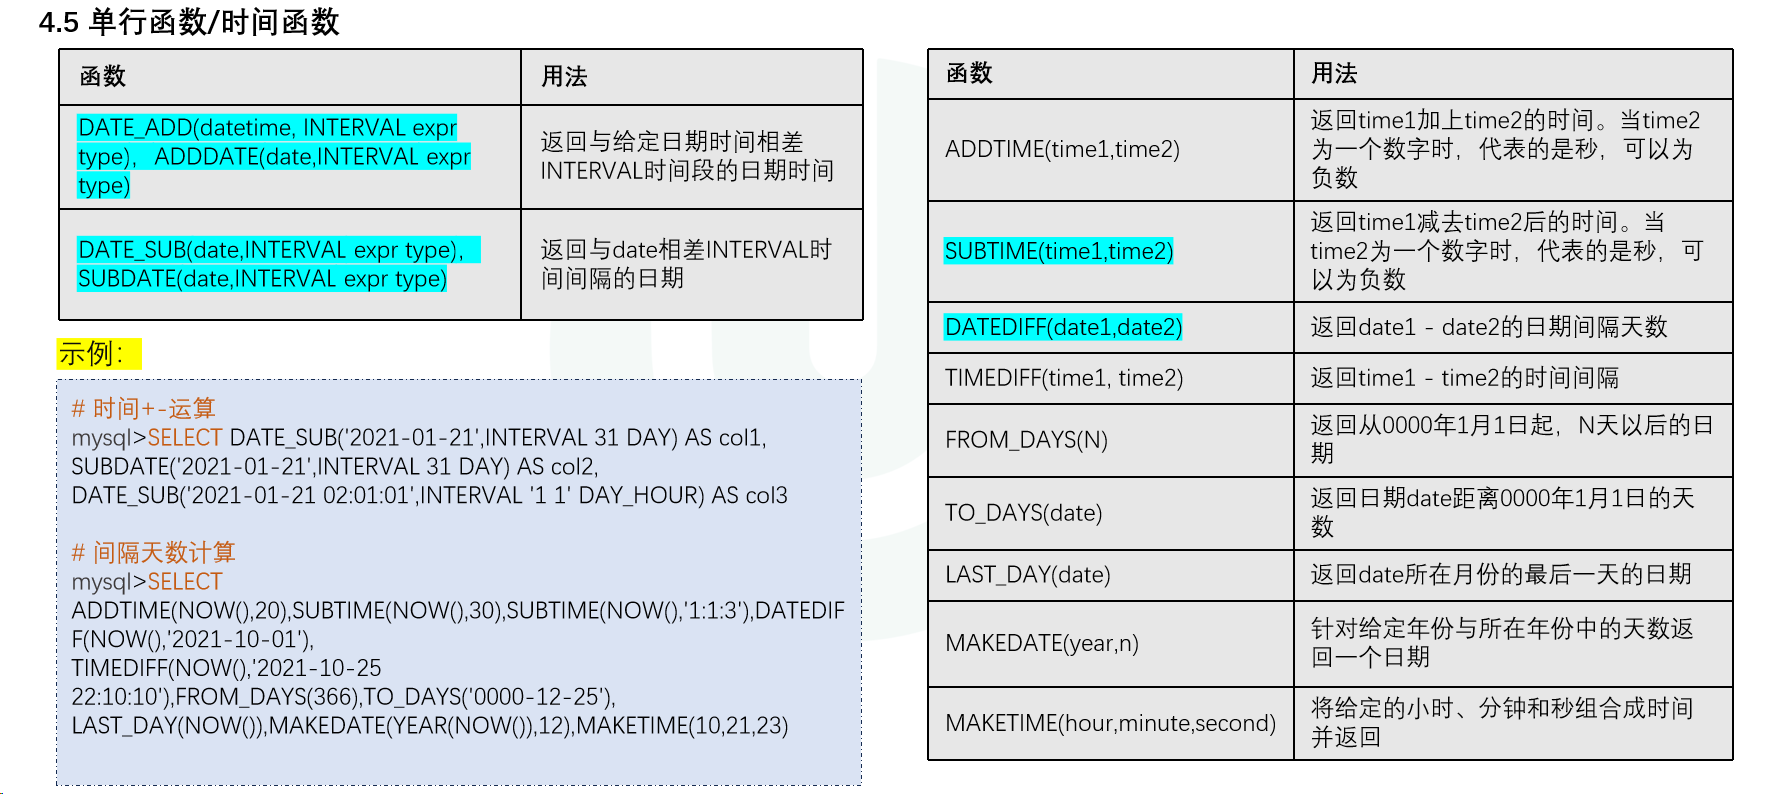 4.5 单行函数/时间函数
函数
用法
DATE_ADD(datetime, INTERVAL expr
type)，ADDDATE(date,INTERVAL expr
type)
返回与给定日期时间相差
INTERVAL时间段的日期时间
DATE_SUB(date,INTERVAL expr type)，
SUBDATE(date,INTERVAL expr type)
返回与date相差INTERVAL时
间间隔的日期
示例：
# 时间+-运算
mysql>SELECT DATE_SUB('2021-01-21',INTERVAL 31 DAY) AS col1,
SUBDATE('2021-01-21',INTERVAL 31 DAY) AS col2,
DATE_SUB('2021-01-21 02:01:01',INTERVAL '1 1' DAY_HOUR) AS col3
# 间隔天数计算
mysql>SELECT
ADDTIME(NOW(),20),SUBTIME(NOW(),30),SUBTIME(NOW(),'1:1:3'),DATEDIF
F(NOW(),'2021-10-01'),
TIMEDIFF(NOW(),'2021-10-25
22:10:10'),FROM_DAYS(366),TO_DAYS('0000-12-25'),
LAST_DAY(NOW()),MAKEDATE(YEAR(NOW()),12),MAKETIME(10,21,23)
函数
用法
ADDTIME(time1,time2)
返回time1加上time2的时间。当time2
为一个数字时，代表的是秒，可以为
负数
SUBTIME(time1,time2)
返回time1减去time2后的时间。当
time2为一个数字时，代表的是秒，可
以为负数
DATEDIFF(date1,date2)
返回date1 - date2的日期间隔天数
TIMEDIFF(time1, time2)
返回time1 - time2的时间间隔
FROM_DAYS(N)
返回从0000年1月1日起，N天以后的日
期
TO_DAYS(date)
返回日期date距离0000年1月1日的天
数
LAST_DAY(date)
返回date所在月份的最后一天的日期
MAKEDATE(year,n)
针对给定年份与所在年份中的天数返
回一个日期
MAKETIME(hour,minute,second)
将给定的小时、分钟和秒组合成时间
并返回